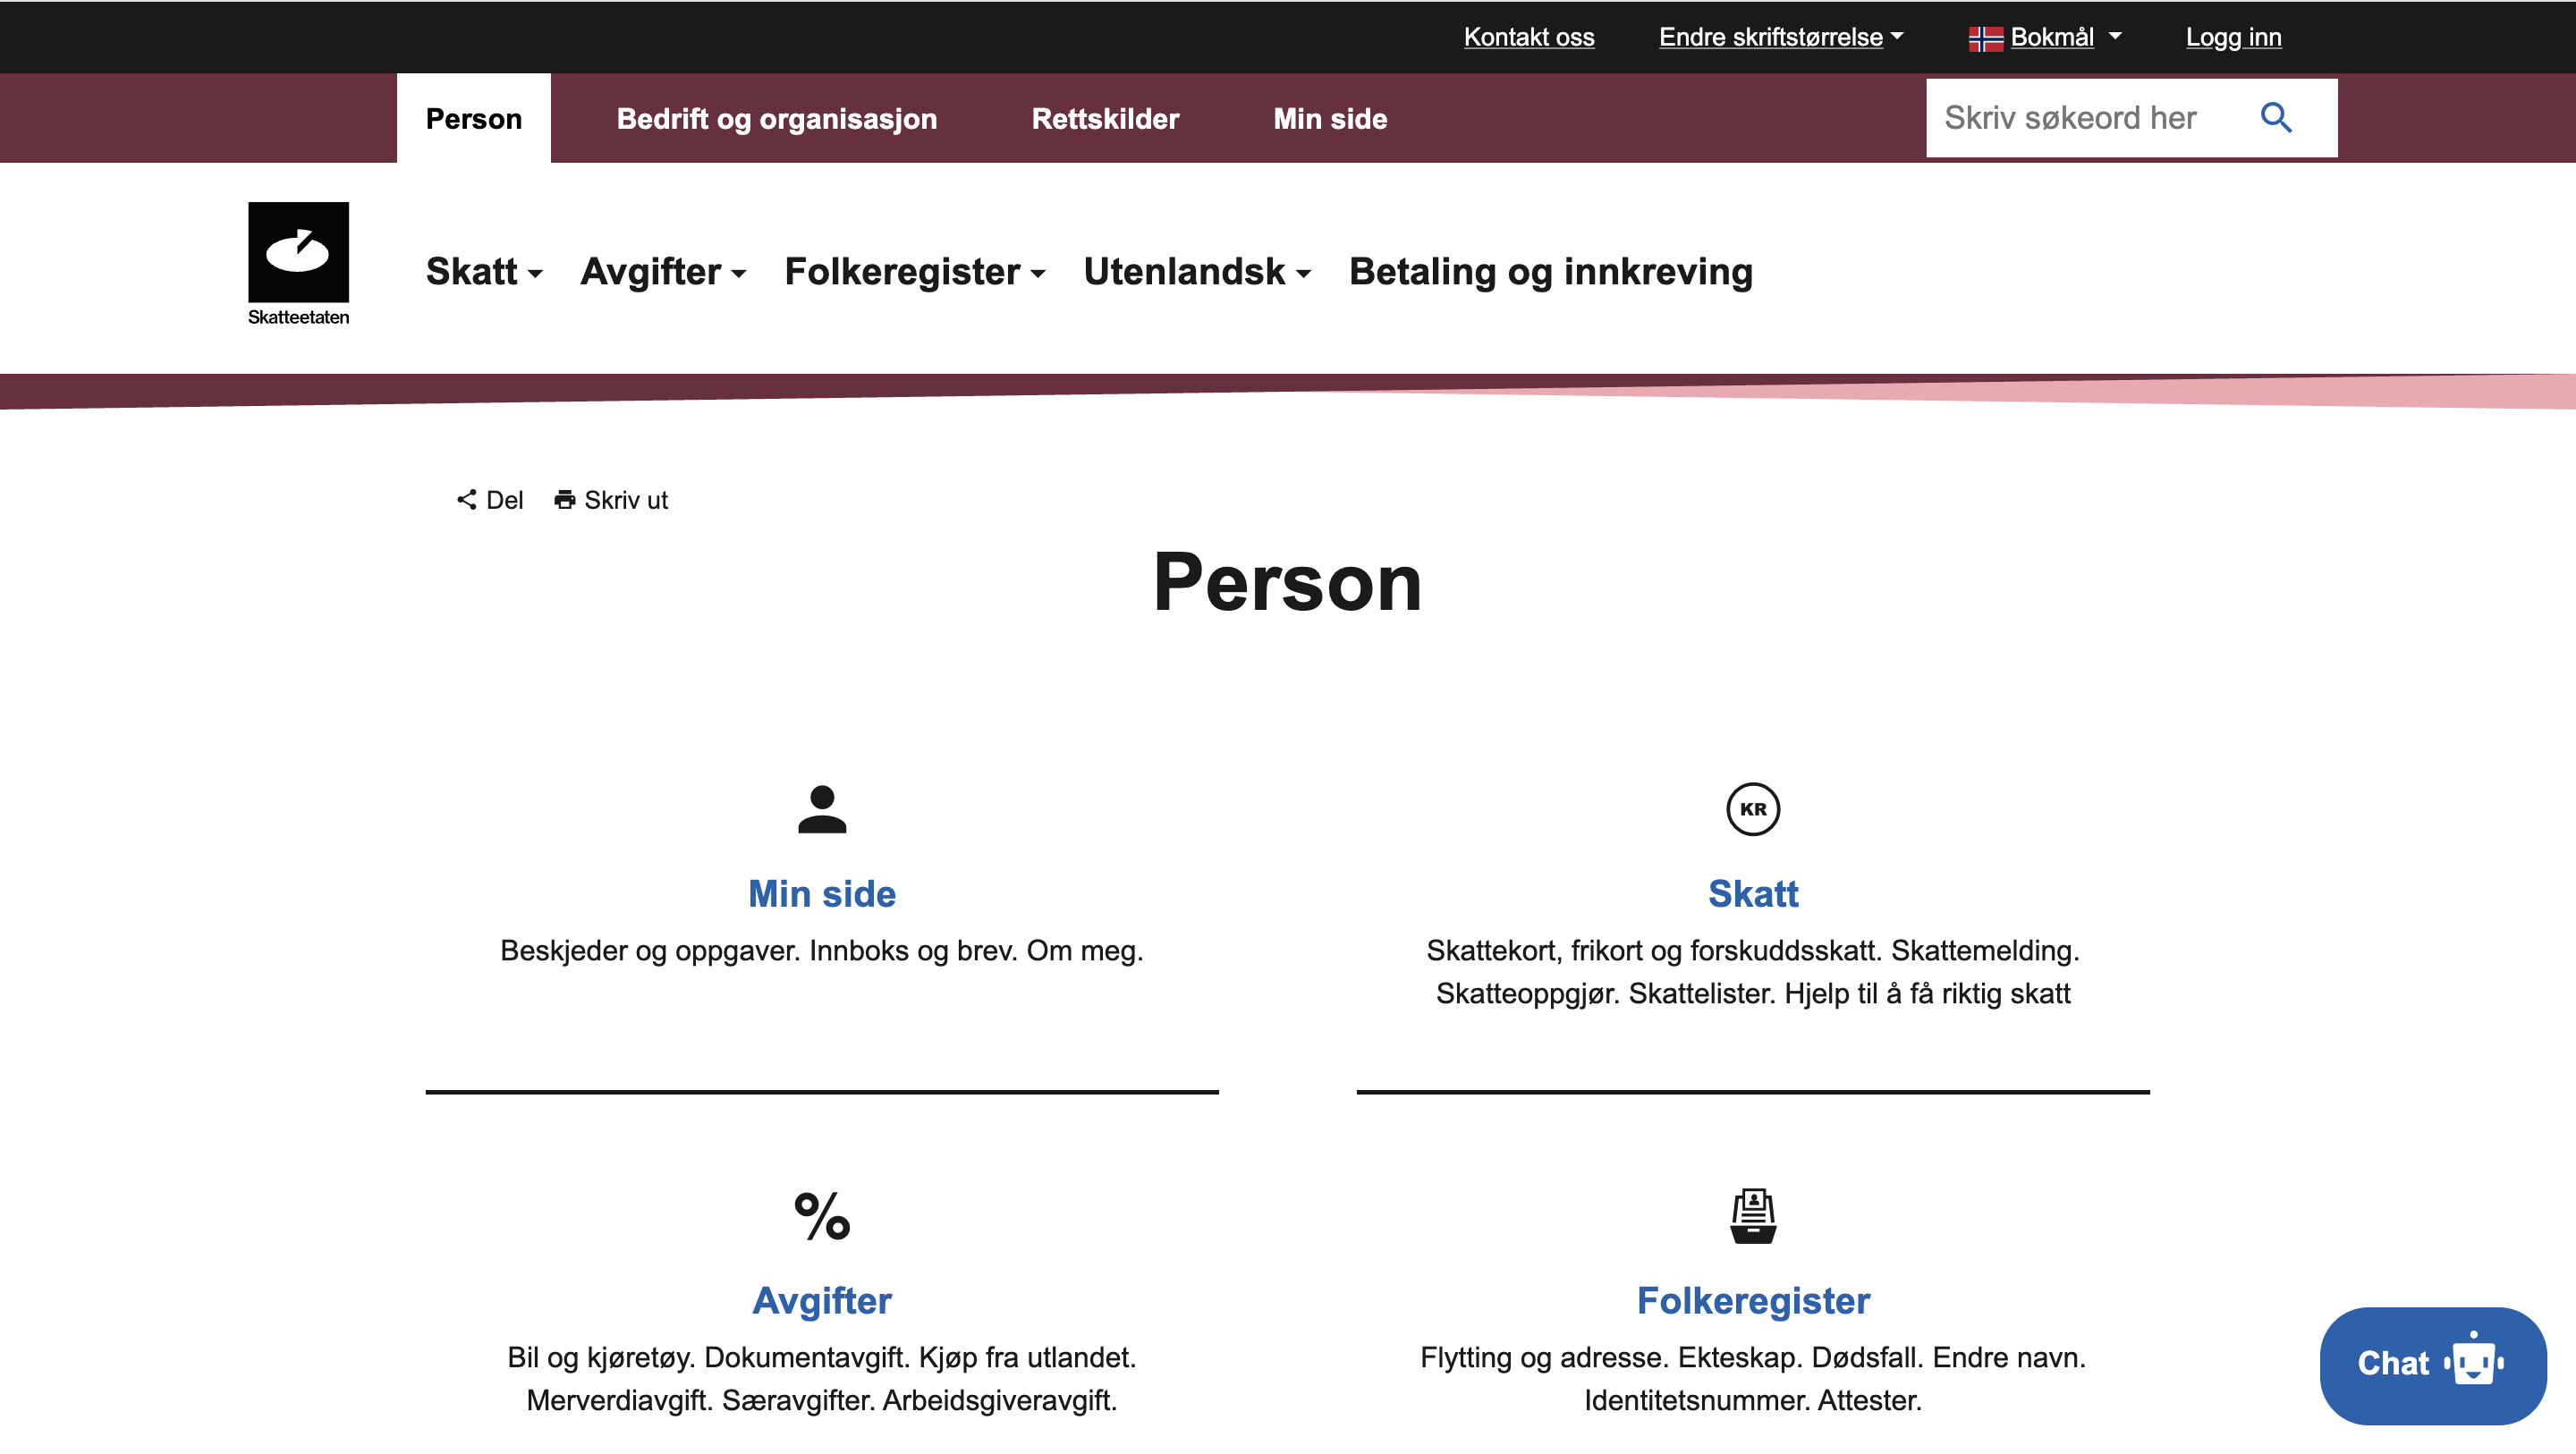 Kontakt oss Endre skriftstørrelse Bokmål Logg inn
Person Bedrift og organisasjon Rettskilder Min side Skriv søkeord her
Skatteetaten
Skatt Avgifter Folkeregister Utenlandsk Betaling og innkreving
Del Skriv ut
Person
Min side
Beskjeder og oppgaver. Innboks og brev. Om meg.
KR
Skatt
Skattekort, frikort og forskuddsskatt. Skattemelding.
Skatteoppgjør. Skattelister. Hjelp til å få riktig skatt
%
Avgifter
Bil og kjøretøy. Dokumentavgift. Kjøp fra utlandet.
Merverdiavgift. Særavgifter. Arbeidsgiveravgift.
Folkeregister
Flytting og adresse. Ekteskap. Dødsfall. Endre navn.
Identitetsnummer. Attester.
Chat